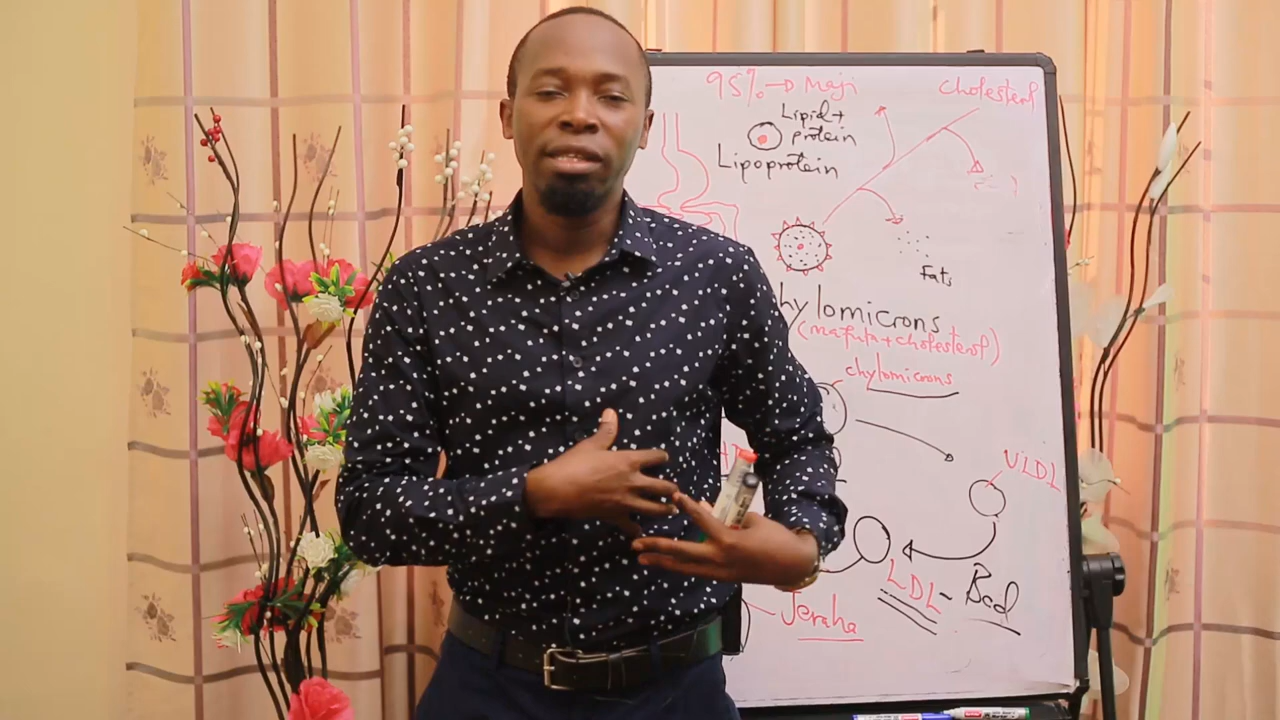 95% → Maji
Cholesterol
Lipid +
protein
Lipoprotein
Fats
hylomicrons
(mafuta + cholesterol)
chylomicrons
VLDL
LDL - Bad
Jeraha